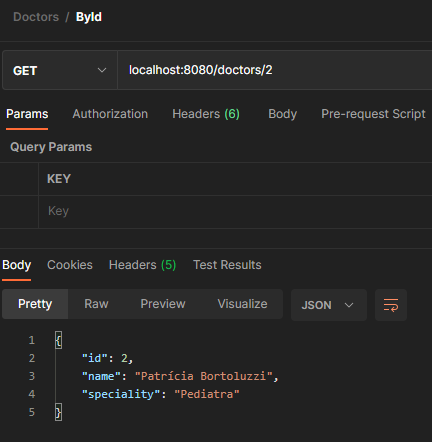 Doctors / ById
GET localhost:8080/doctors/2
Params Authorization Headers (6) Body Pre-request Script
Query Params
KEY
Key
Body Cookies Headers (5) Test Results
Pretty Raw Preview Visualize JSON
1 {
2 "id": 2,
3 "name": "Patrícia Bortoluzzi",
4 "speciality": "Pediatra"
5 }